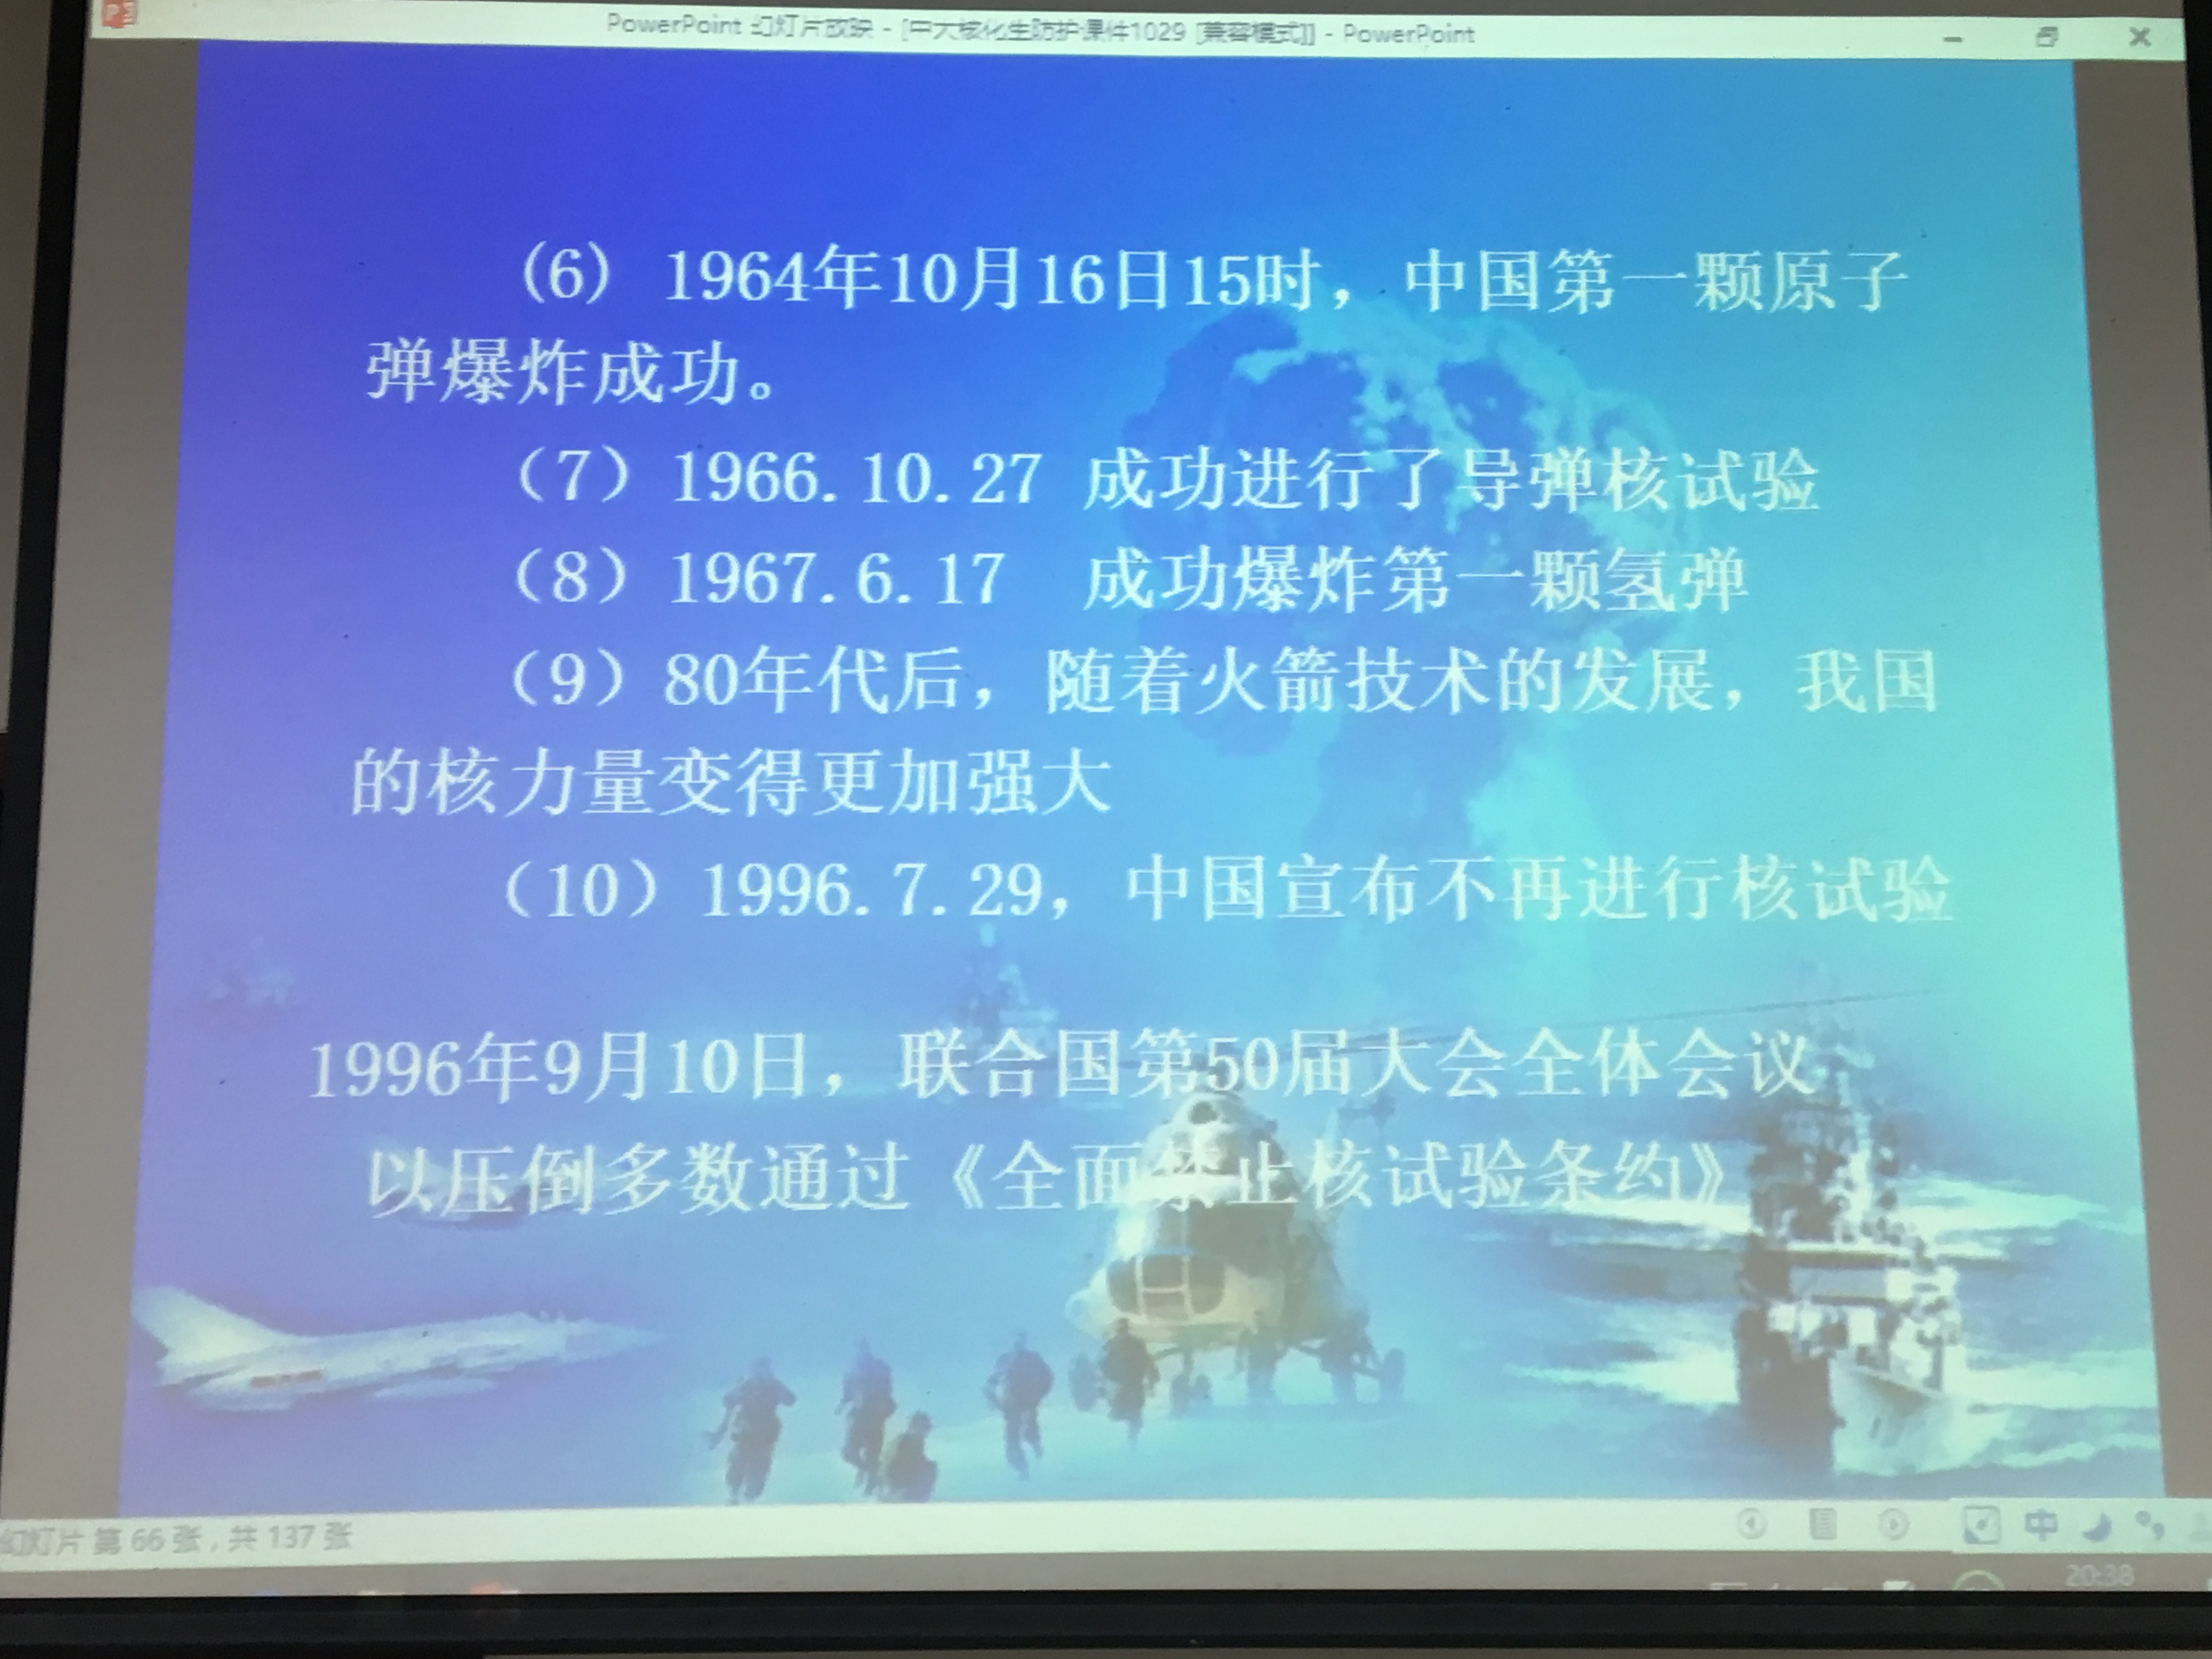 PowerPoint 幻灯片放映 - [中大核化生防护课件1029 [兼容模式]] - PowerPoint
(6) 1964年10月16日15时，中国第一颗原子
弹爆炸成功。
（7）1966.10.27 成功进行了导弹核试验
（8）1967.6.17 成功爆炸第一颗氢弹
（9）80年代后，随着火箭技术的发展，我国
的核力量变得更加强大
（10）1996.7.29，中国宣布不再进行核试验
1996年9月10日，联合国第50届大会全体会议
以压倒多数通过《全面禁止核试验条约》
幻灯片 第 66 张，共 137 张
中
20:38